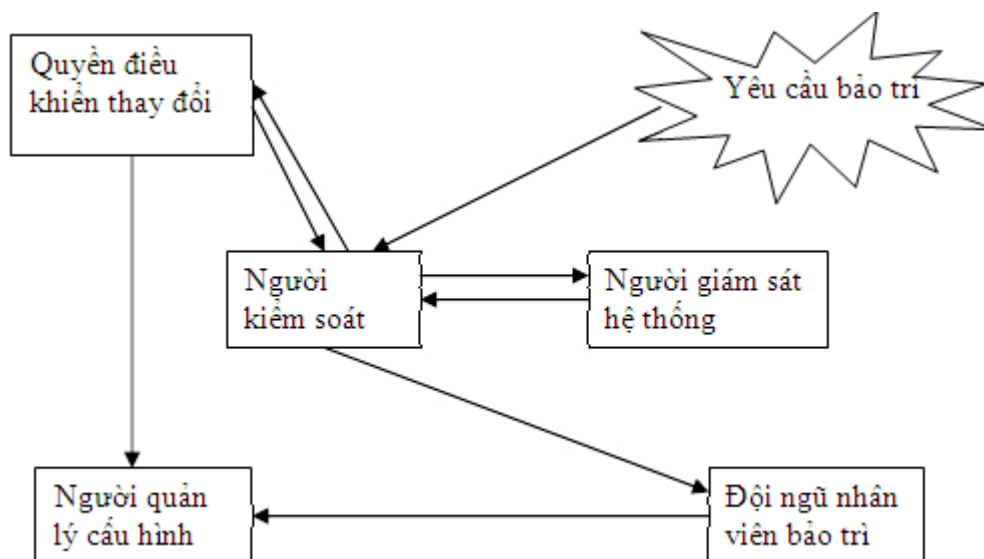 Quyền điều
khiển thay đổi
Yêu cầu bảo trì
Người
kiểm soát
Người giám sát
hệ thống
Người quản
lý cấu hình
Đội ngũ nhân
viên bảo trì